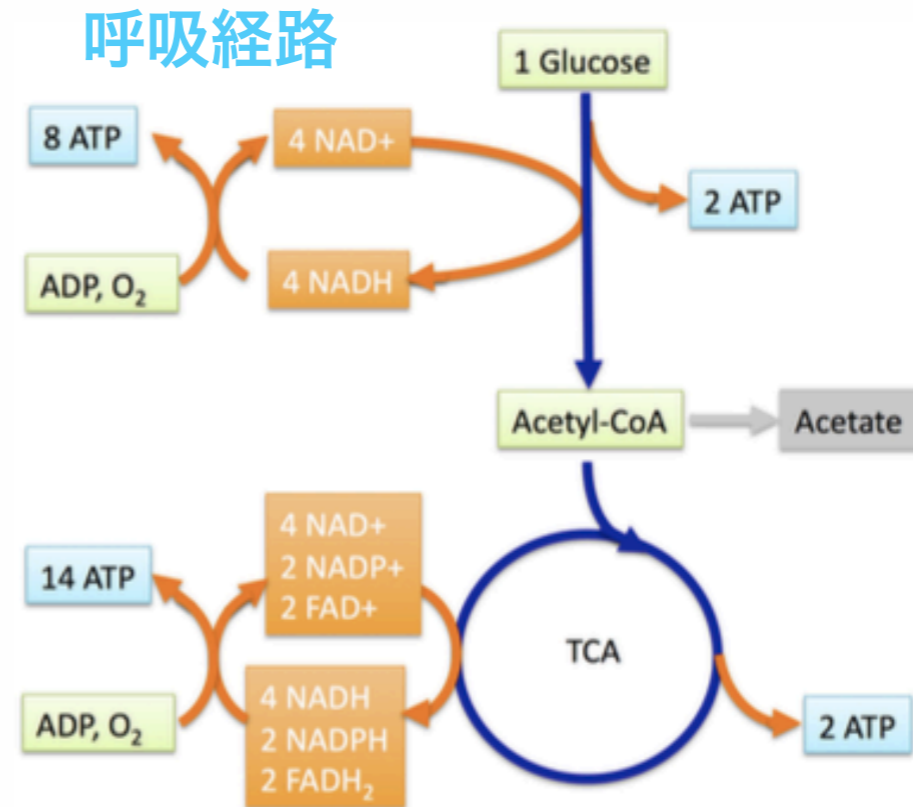 呼吸経路
1 Glucose
8 ATP
4 NAD+
2 ATP
ADP, O₂
4 NADH
Acetyl-CoA
Acetate
4 NAD+
2 NADP+
2 FAD+
14 ATP
TCA
4 NADH
2 NADPH
2 FADH₂
ADP, O₂
2 ATP